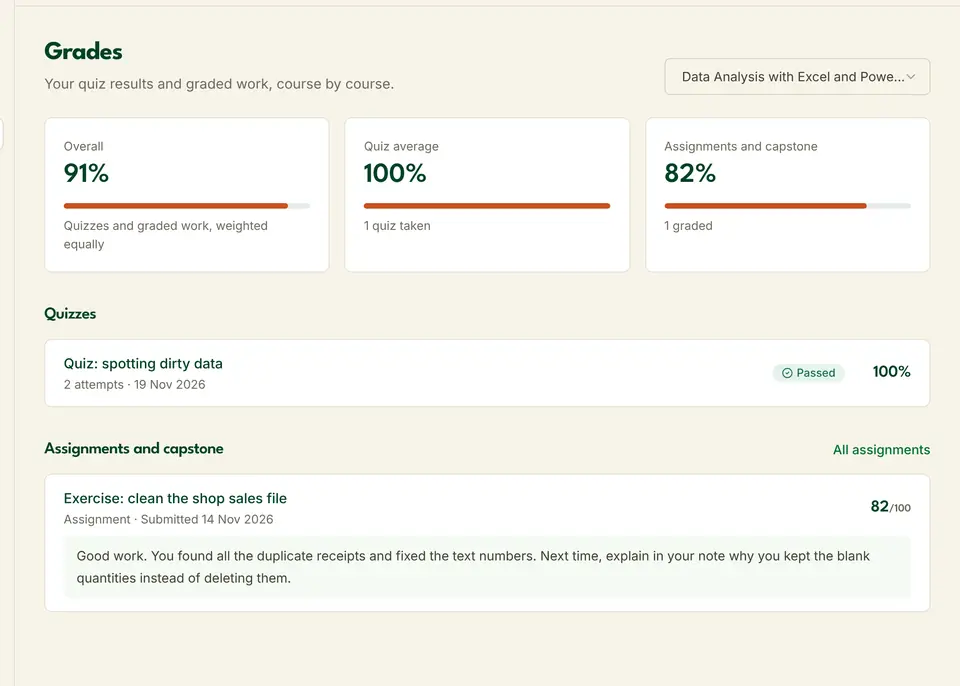 Grades
Your quiz results and graded work, course by course.
Data Analysis with Excel and Powe...
Overall
91%
Quizzes and graded work, weighted
equally
Quiz average
100%
1 quiz taken
Assignments and capstone
82%
1 graded
Quizzes
Quiz: spotting dirty data
2 attempts · 19 Nov 2026
Passed
100%
Assignments and capstone
All assignments
Exercise: clean the shop sales file
Assignment · Submitted 14 Nov 2026
82/100
Good work. You found all the duplicate receipts and fixed the text numbers. Next time, explain in your note why you kept the blank
quantities instead of deleting them.